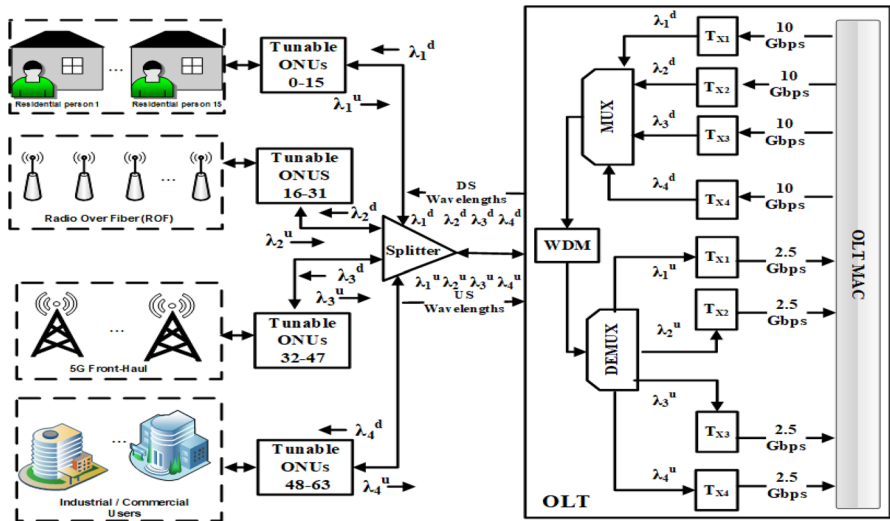 Residential person 1
...
Residential person 15
Tunable
ONUs
0-15
λ₁ᵈ
λ₁ᵘ
Radio Over Fiber (ROF)
...
Tunable
ONUS
16-31
λ₂ᵈ
λ₂ᵘ
5G Front-Haul
...
Tunable
ONUs
32-47
λ₃ᵈ
λ₃ᵘ
Industrial / Commercial
Users
...
Tunable
ONUs
48-63
λ₄ᵈ
λ₄ᵘ
Splitter
DS
Wavelengths
λ₁ᵈ λ₂ᵈ λ₃ᵈ λ₄ᵈ
λ₁ᵘ λ₂ᵘ λ₃ᵘ λ₄ᵘ
US
Wavelengths
OLT
WDM
MUX
λ₁ᵈ
TX1
10
Gbps
λ₂ᵈ
TX2
10
Gbps
λ₃ᵈ
TX3
10
Gbps
λ₄ᵈ
TX4
10
Gbps
DEMUX
λ₁ᵘ
TX1
2.5
Gbps
λ₂ᵘ
TX2
2.5
Gbps
λ₃ᵘ
TX3
2.5
Gbps
λ₄ᵘ
TX4
2.5
Gbps
OLT MAC